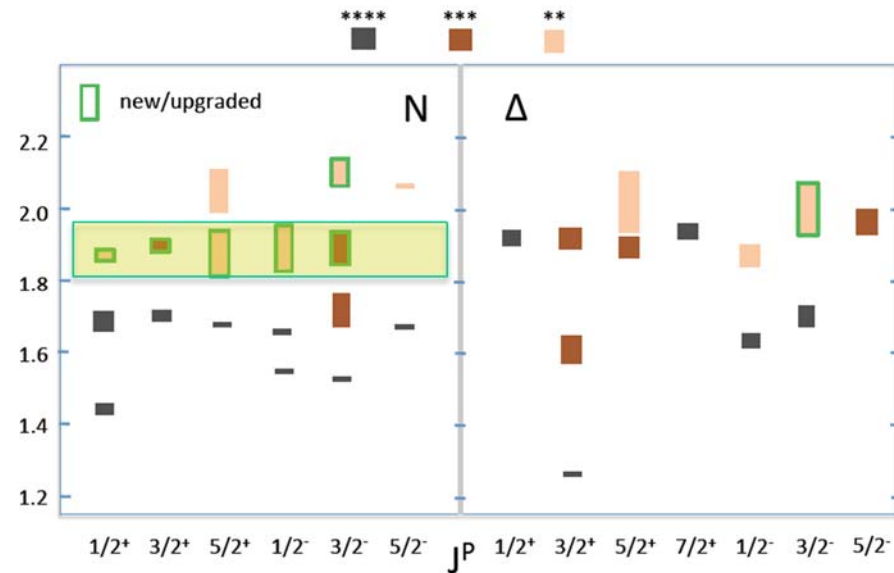 **** *** **
new/upgraded N Δ
2.2
2.0
1.8
1.6
1.4
1.2
1/2⁺ 3/2⁺ 5/2⁺ 1/2⁻ 3/2⁻ 5/2⁻ Jᴾ 1/2⁺ 3/2⁺ 5/2⁺ 7/2⁺ 1/2⁻ 3/2⁻ 5/2⁻